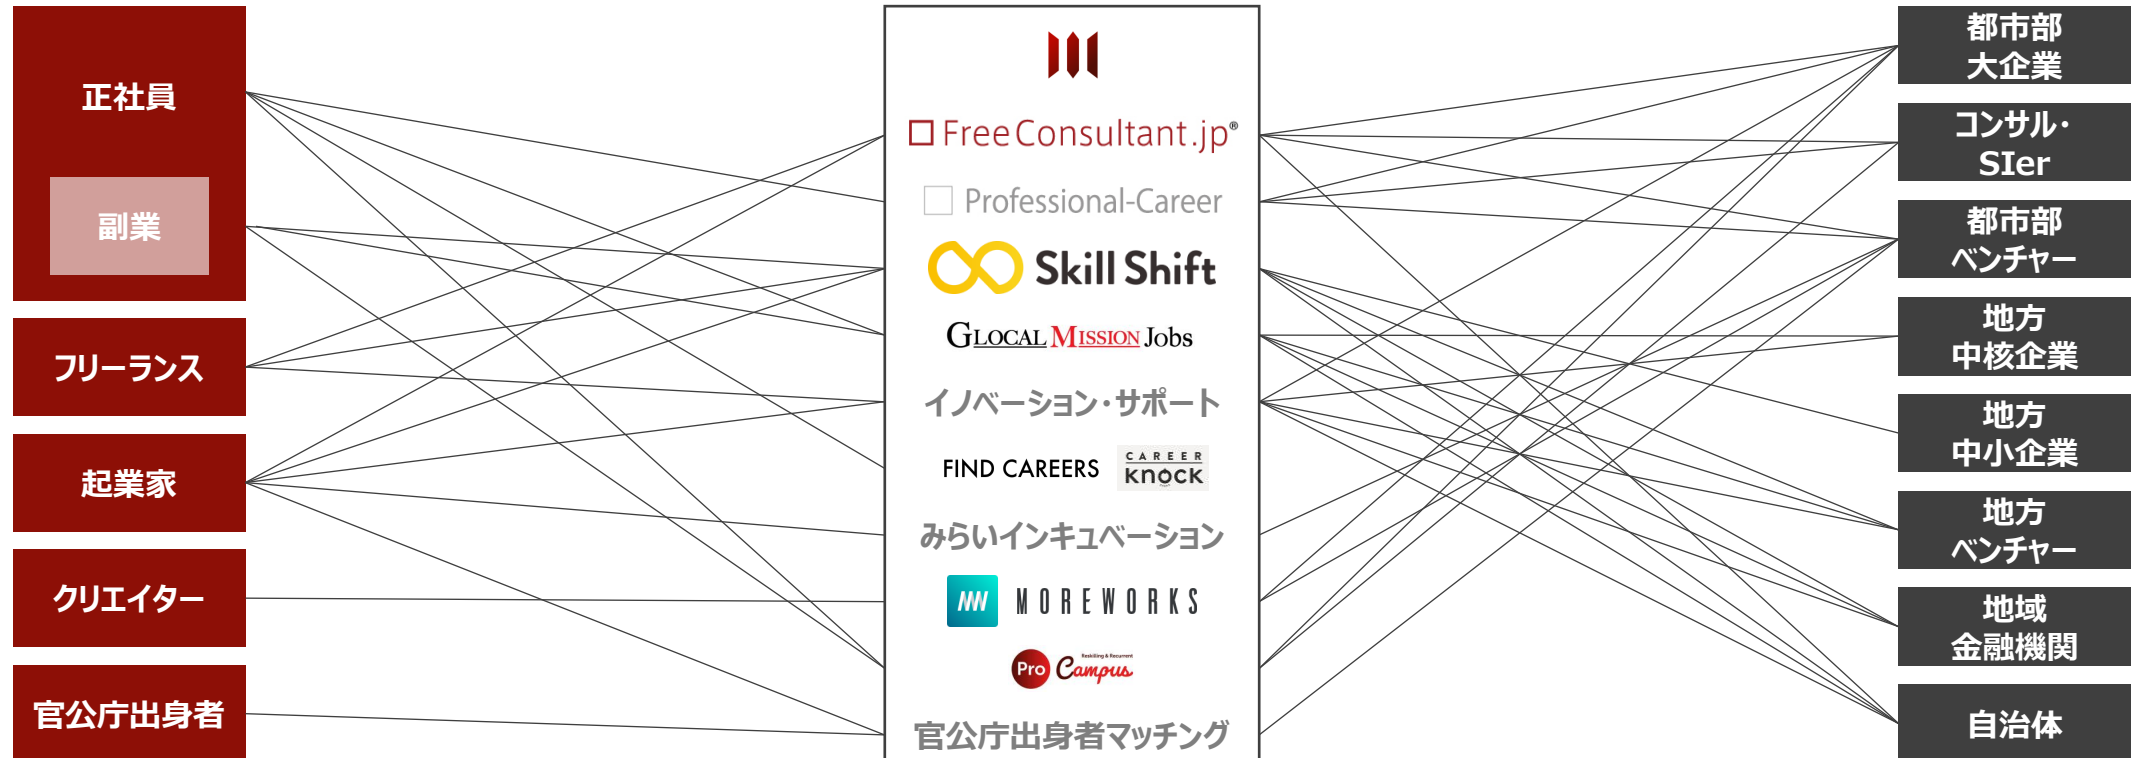 正社員
副業
フリーランス
起業家
クリエイター
官公庁出身者
FreeConsultant.jp®
Professional-Career
Skill Shift
GLOCAL MISSION Jobs
イノベーション・サポート
FIND CAREERS
CAREER
KNOCK
みらいインキュベーション
MOREWORKS
Reskilling & Recurrent
Pro Campus
官公庁出身者マッチング
都市部
大企業
コンサル・
SIer
都市部
ベンチャー
地方
中核企業
地方
中小企業
地方
ベンチャー
地域
金融機関
自治体